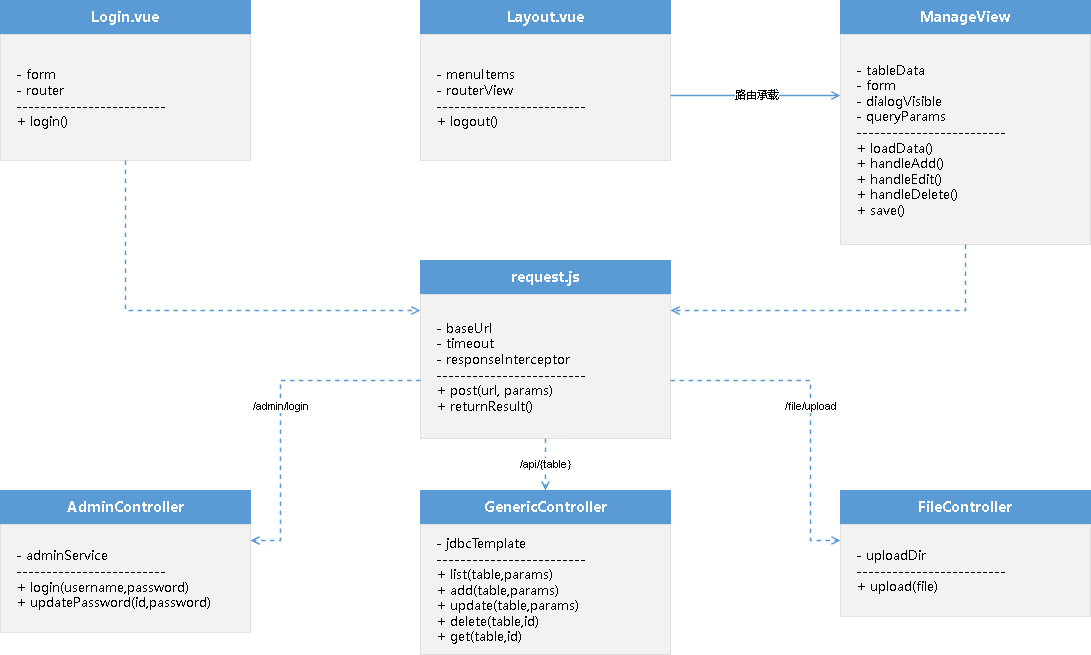 Login.vue
- form
- router
-------------------------
+ login()
Layout.vue
- menuItems
- routerView
-------------------------
+ logout()
路由承载
ManageView
- tableData
- form
- dialogVisible
- queryParams
-------------------------
+ loadData()
+ handleAdd()
+ handleEdit()
+ handleDelete()
+ save()
request.js
- baseUrl
- timeout
- responseInterceptor
-------------------------
+ post(url, params)
+ returnResult()
/admin/login
/api/{table}
/file/upload
AdminController
- adminService
-------------------------
+ login(username,password)
+ updatePassword(id,password)
GenericController
- jdbcTemplate
-------------------------
+ list(table,params)
+ add(table,params)
+ update(table,params)
+ delete(table,id)
+ get(table,id)
FileController
- uploadDir
-------------------------
+ upload(file)